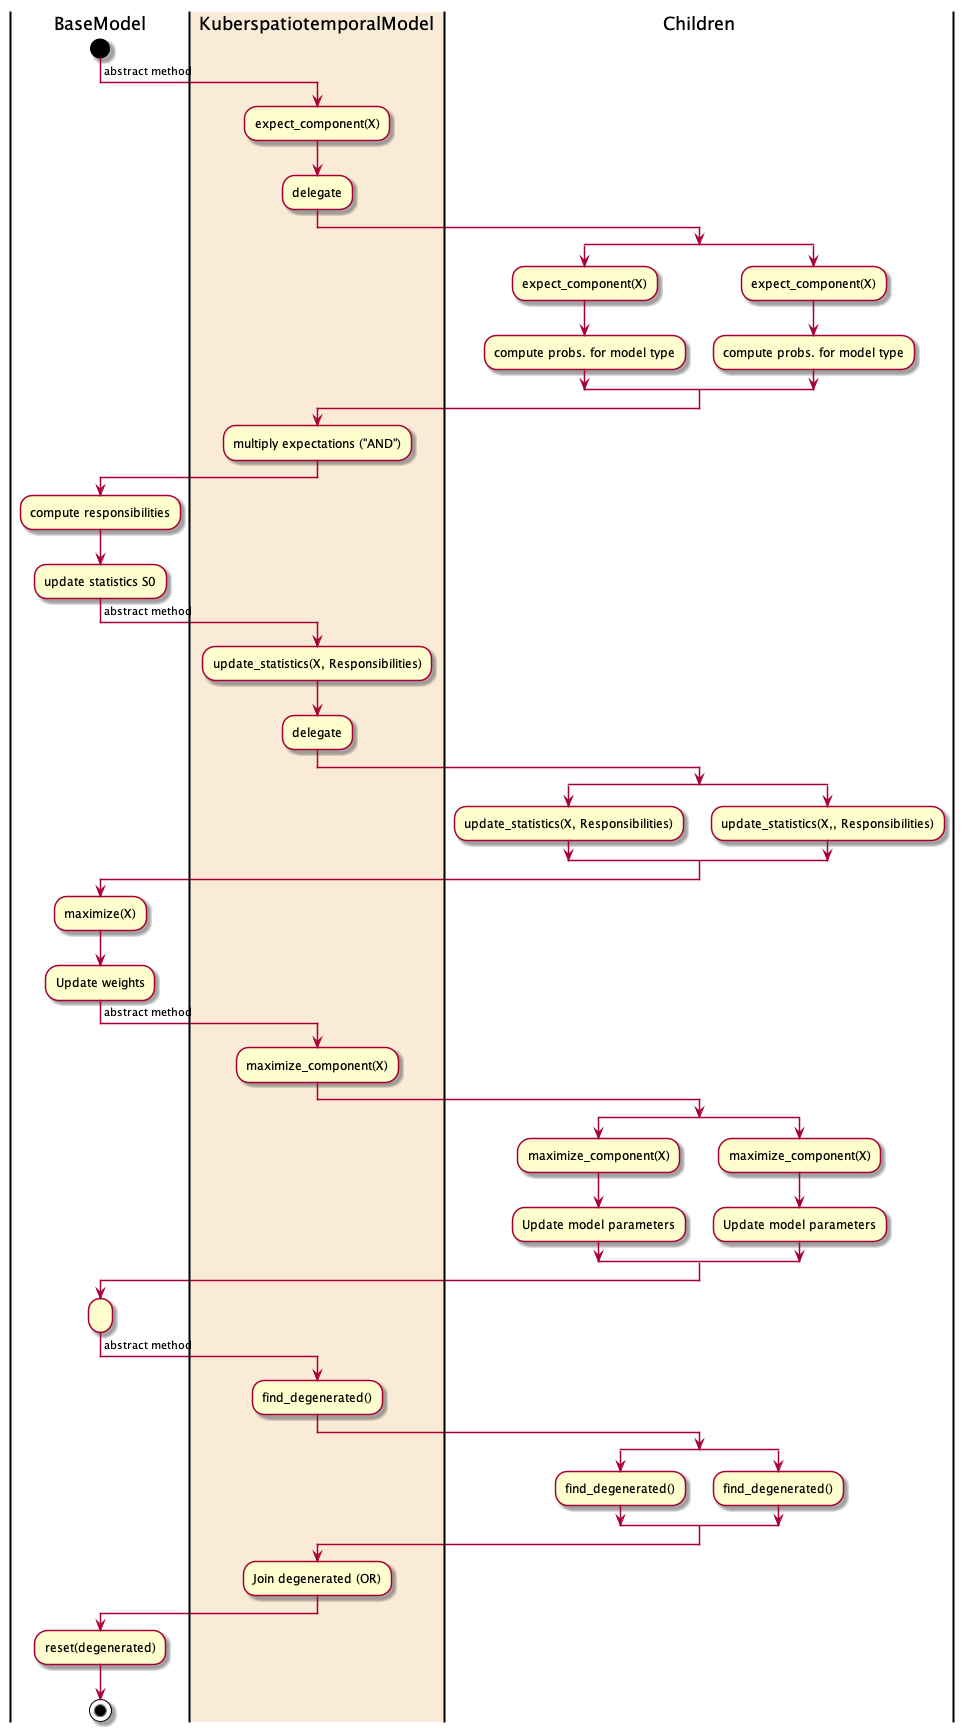 BaseModel
KuberspatiotemporalModel
Children
abstract method
expect_component(X)
delegate
expect_component(X)
expect_component(X)
compute probs. for model type
compute probs. for model type
multiply expectations ("AND")
compute responsibilities
update statistics S0
abstract method
update_statistics(X, Responsibilities)
delegate
update_statistics(X, Responsibilities)
update_statistics(X,, Responsibilities)
maximize(X)
Update weights
abstract method
maximize_component(X)
maximize_component(X)
maximize_component(X)
Update model parameters
Update model parameters
abstract method
find_degenerated()
find_degenerated()
find_degenerated()
Join degenerated (OR)
reset(degenerated)